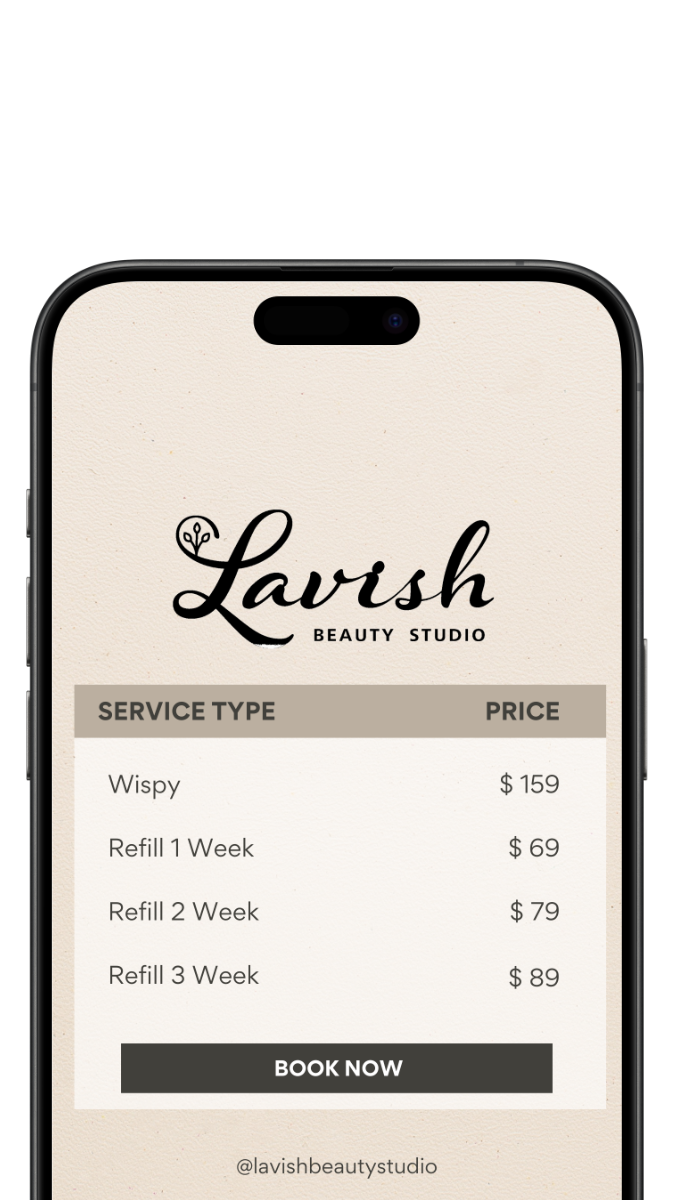 Lavish
BEAUTY STUDIO
SERVICE TYPE PRICE
Wispy $ 159
Refill 1 Week $ 69
Refill 2 Week $ 79
Refill 3 Week $ 89
BOOK NOW
@lavishbeautystudio